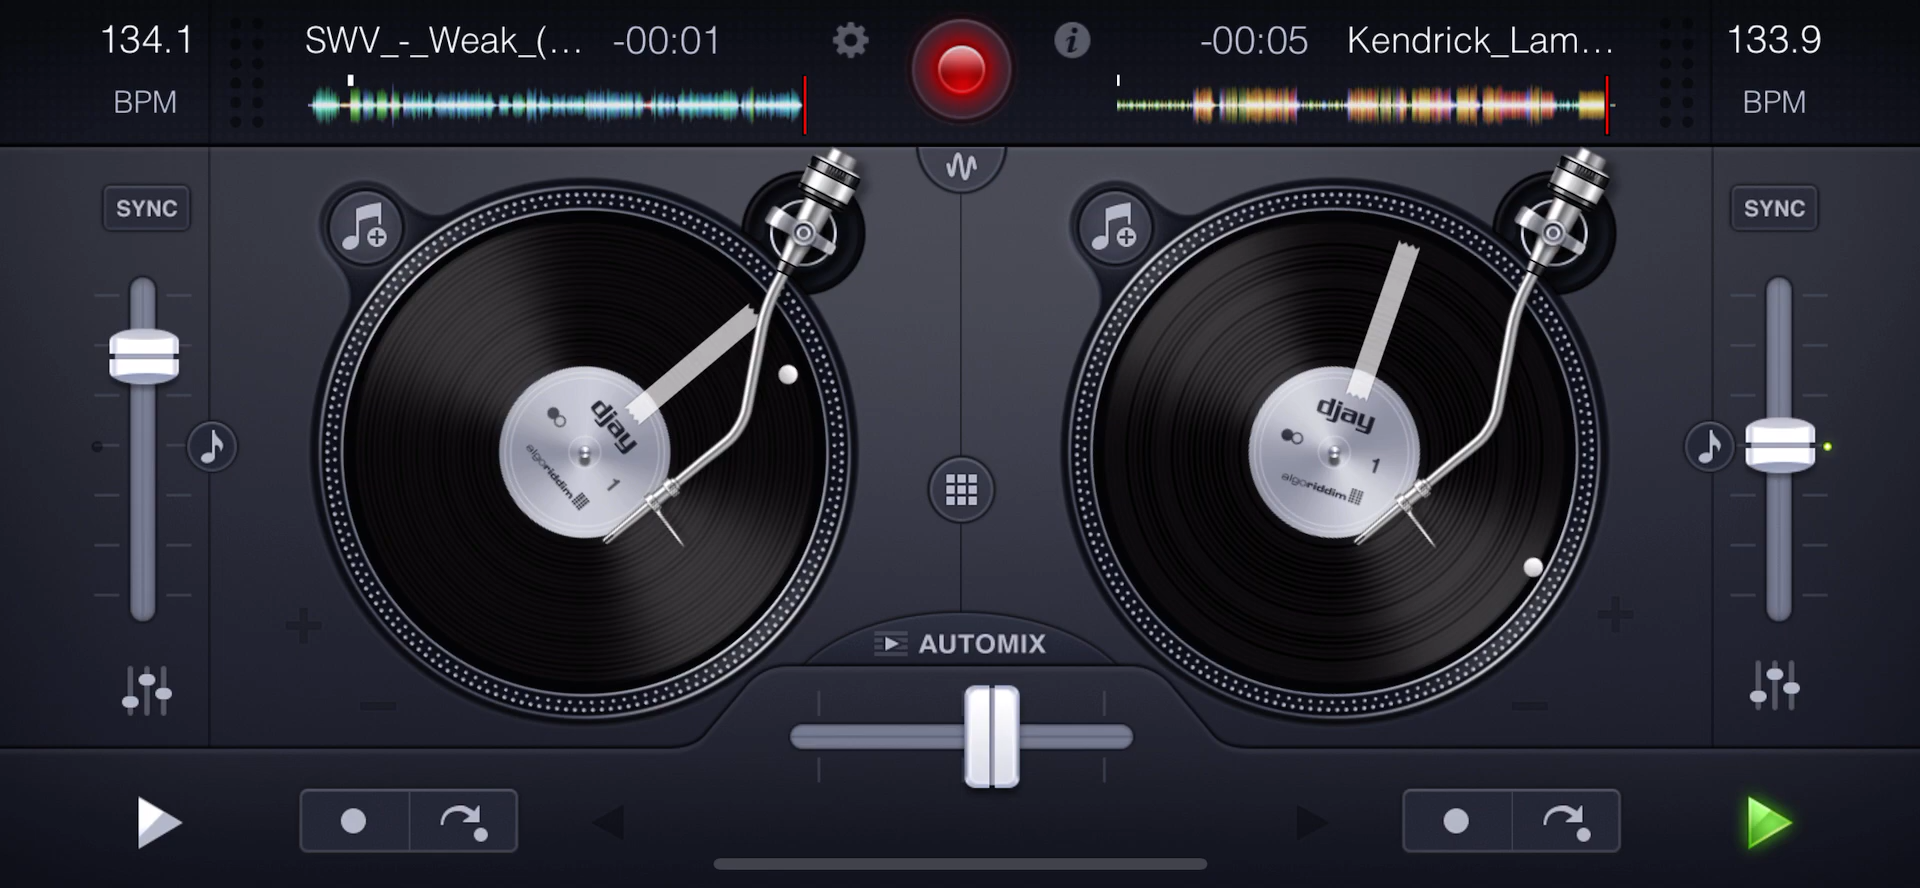 134.1
BPM
SWV_-_Weak_(...
-00:01
-00:05
Kendrick_Lam...
133.9
BPM
SYNC
SYNC
djay
1
algoriddim
djay
1
algoriddim
AUTOMIX